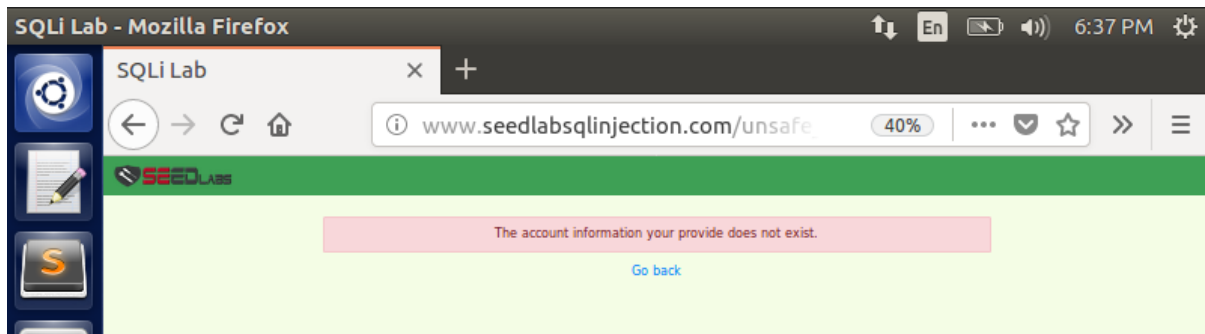 SQLi Lab - Mozilla Firefox
En
6:37 PM
SQLi Lab
www.seedlabsqlinjection.com/unsafe
40%
SEEDLABS
The account information your provide does not exist.
Go back